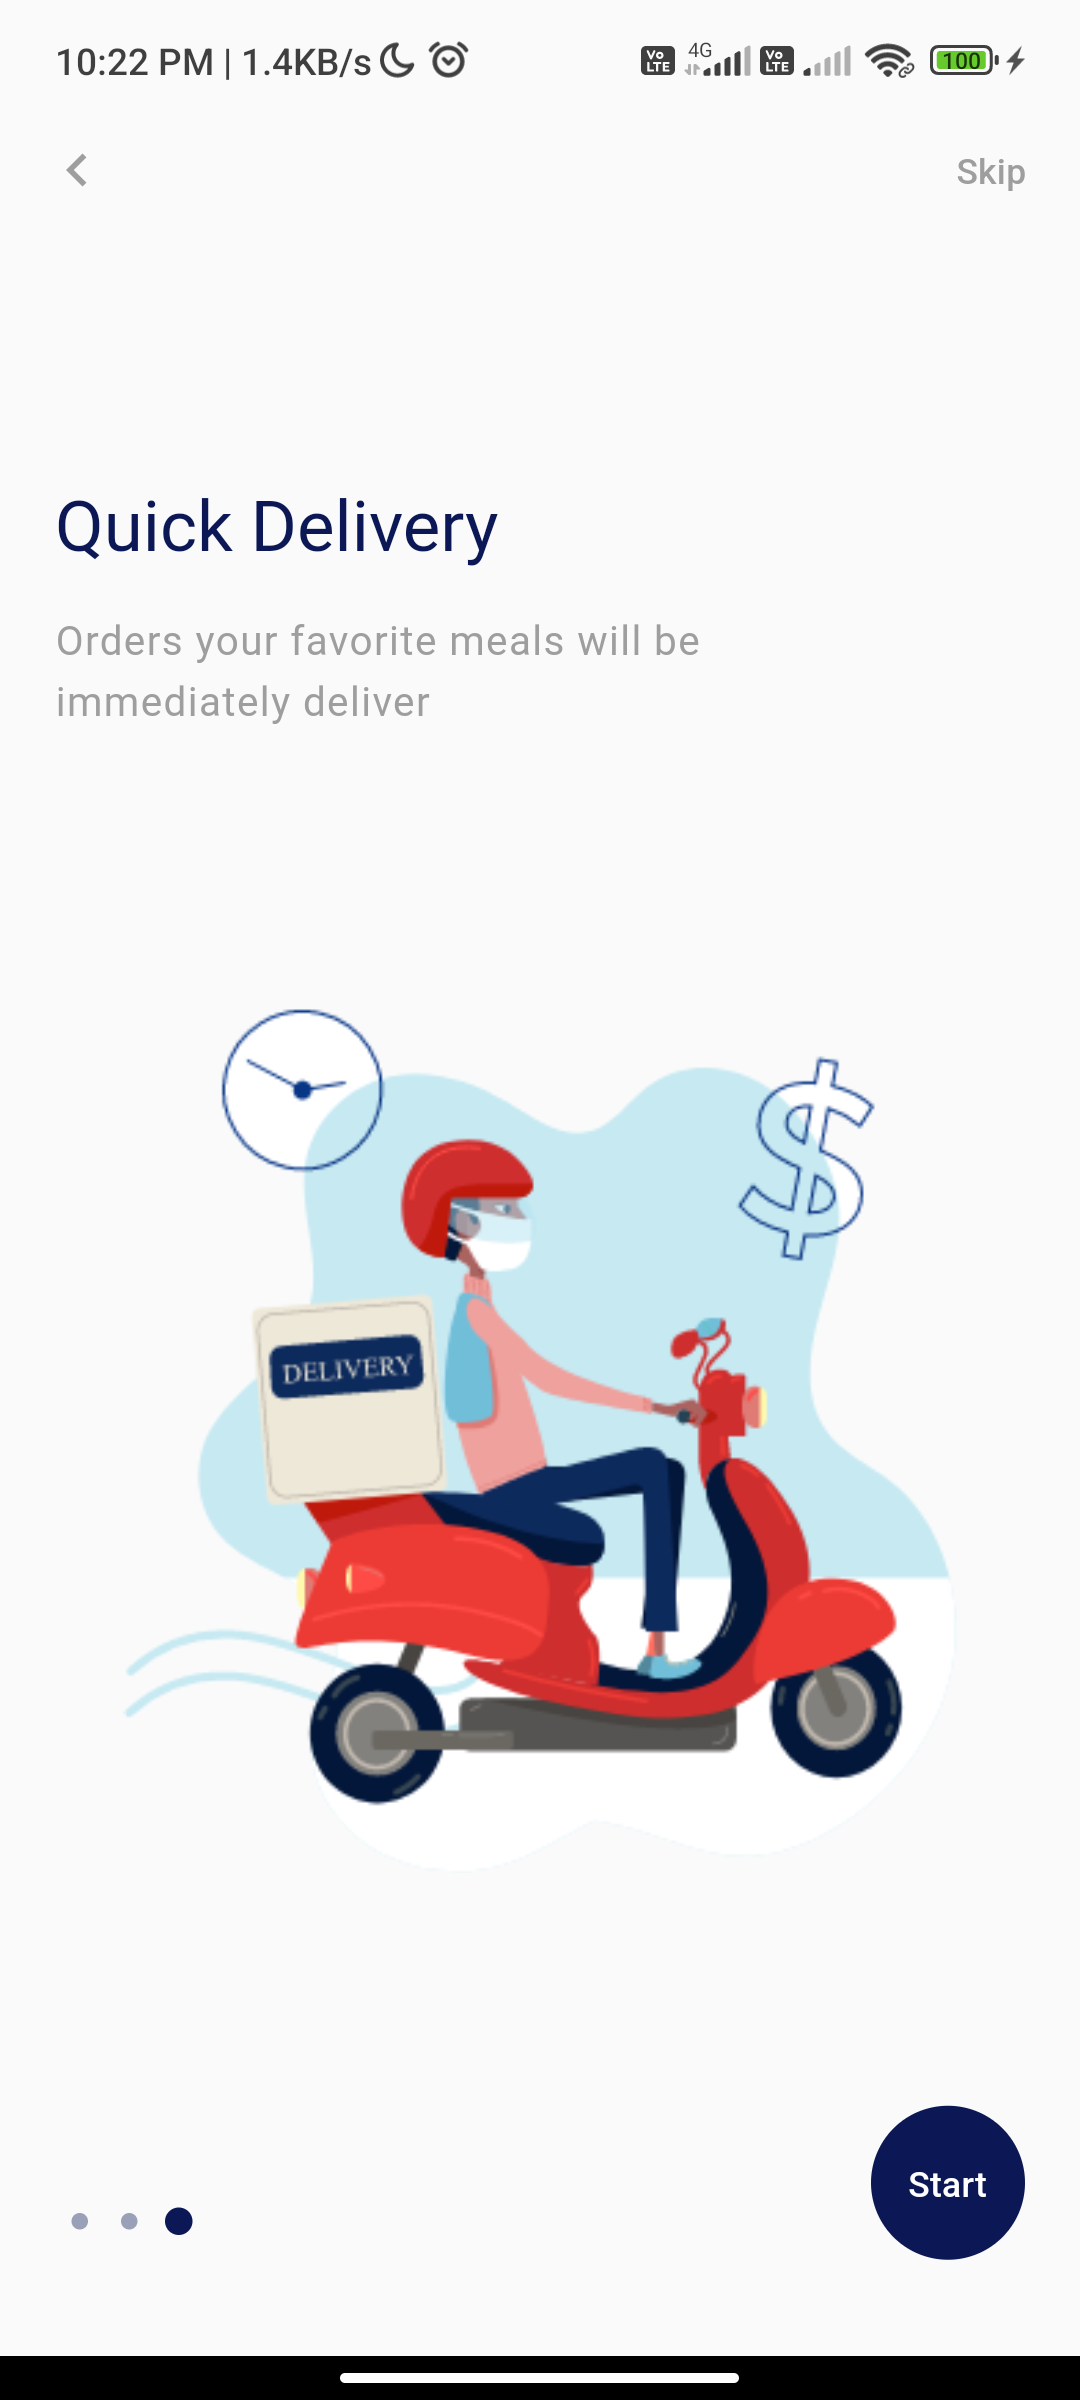 10:22 PM | 1.4KB/s
Vo LTE 4G Vo LTE 100
Skip
Quick Delivery
Orders your favorite meals will be
immediately deliver
DELIVERY
Start